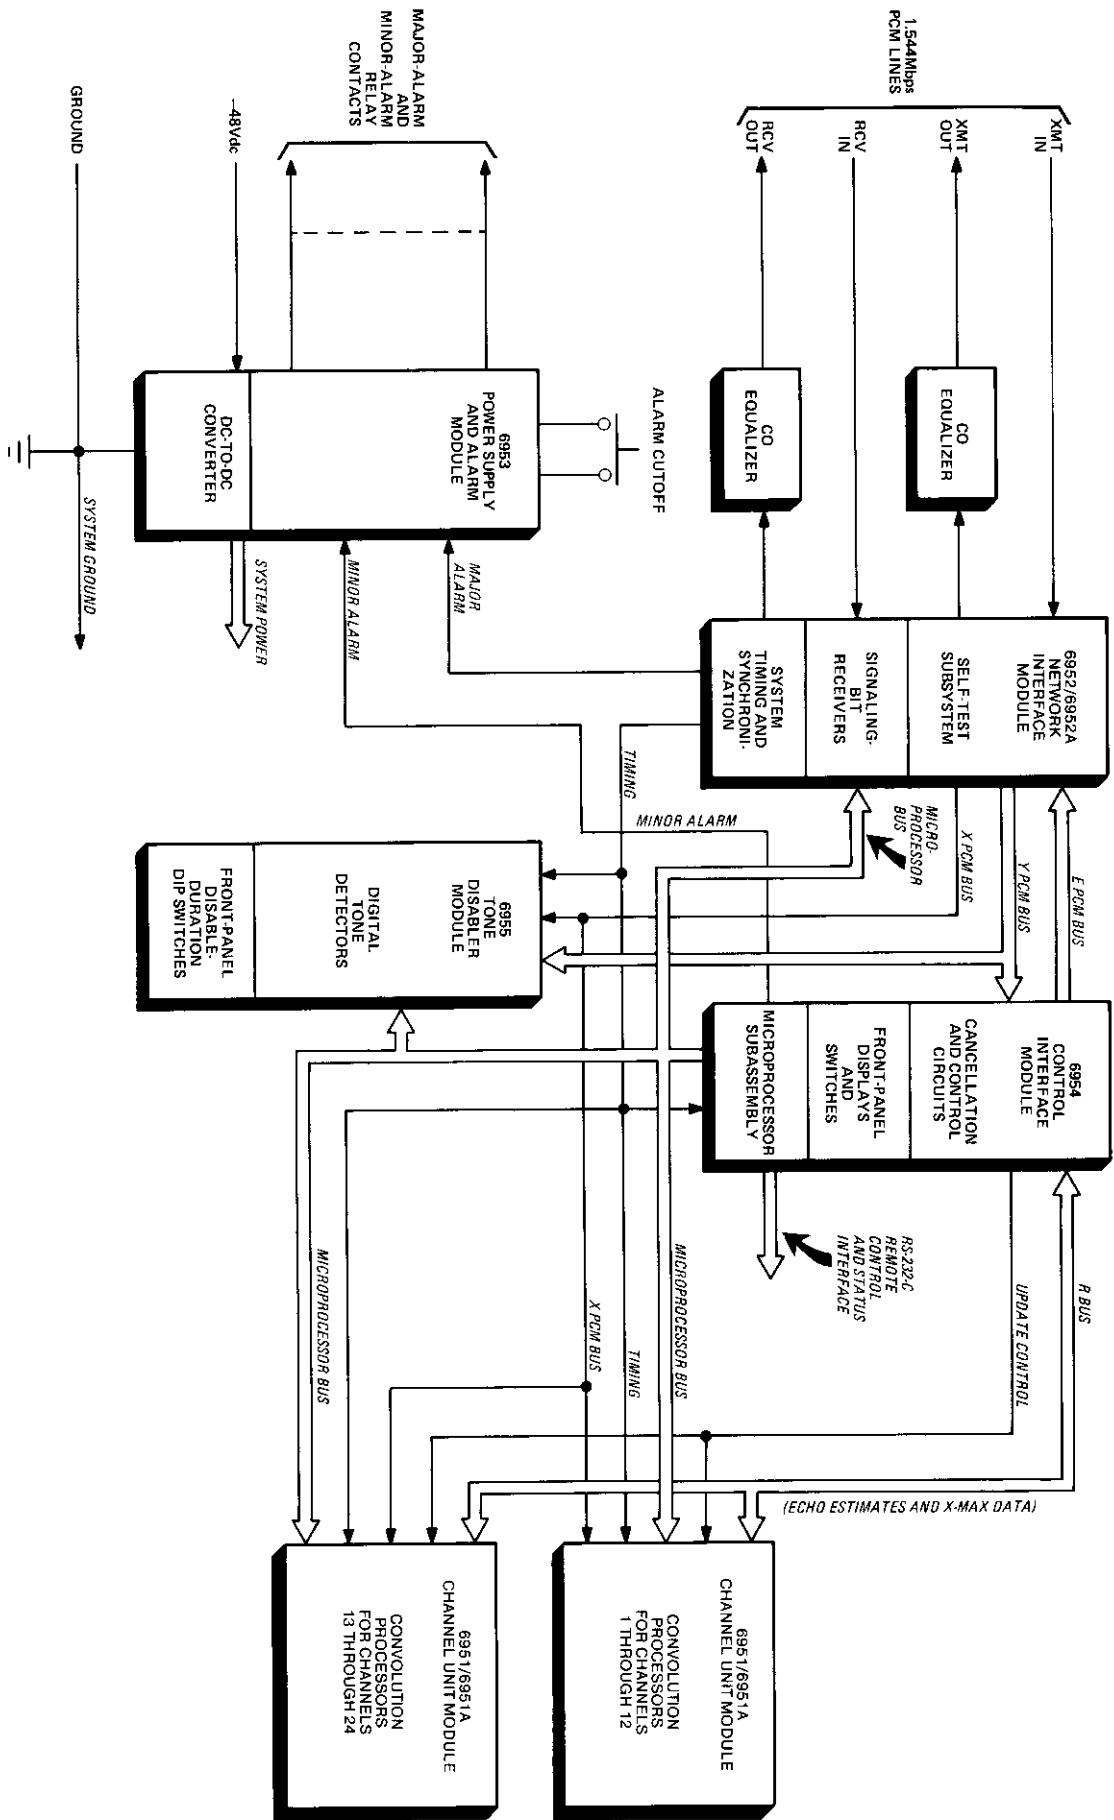 1.544Mbps
PCM LINES
XMT
IN
XMT
OUT
RCV
IN
RCV
OUT
MAJOR-ALARM
AND
MINOR-ALARM
RELAY
CONTACTS
-48Vdc
GROUND
CO
EQUALIZER
CO
EQUALIZER
ALARM CUTOFF
6953
POWER SUPPLY
AND ALARM
MODULE
DC-TO-DC
CONVERTER
SYSTEM GROUND
SYSTEM POWER
MAJOR
ALARM
MINOR ALARM
6952/6952A
NETWORK
INTERFACE
MODULE
SELF-TEST
SUBSYSTEM
SIGNALING-
BIT
RECEIVERS
SYSTEM
TIMING AND
SYNCHRONI-
ZATION
TIMING
MINOR ALARM
MICRO-
PROCESSOR
BUS
X PCM BUS
Y PCM BUS
E PCM BUS
6955
TONE
DISABLER
MODULE
DIGITAL
TONE
DETECTORS
FRONT-PANEL
DISABLE-
DURATION
DIP SWITCHES
6954
CONTROL
INTERFACE
MODULE
CANCELLATION
AND CONTROL
CIRCUITS
FRONT-PANEL
DISPLAYS
AND
SWITCHES
MICROPROCESSOR
SUBASSEMBLY
RS-232-C
REMOTE
CONTROL
AND STATUS
INTERFACE
R BUS
UPDATE CONTROL
MICROPROCESSOR BUS
TIMING
X PCM BUS
MICROPROCESSOR BUS
(ECHO ESTIMATES AND X-MAX DATA)
6951/6951A
CHANNEL UNIT MODULE
CONVOLUTION
PROCESSORS
FOR CHANNELS
1 THROUGH 12
6951/6951A
CHANNEL UNIT MODULE
CONVOLUTION
PROCESSORS
FOR CHANNELS
13 THROUGH 24